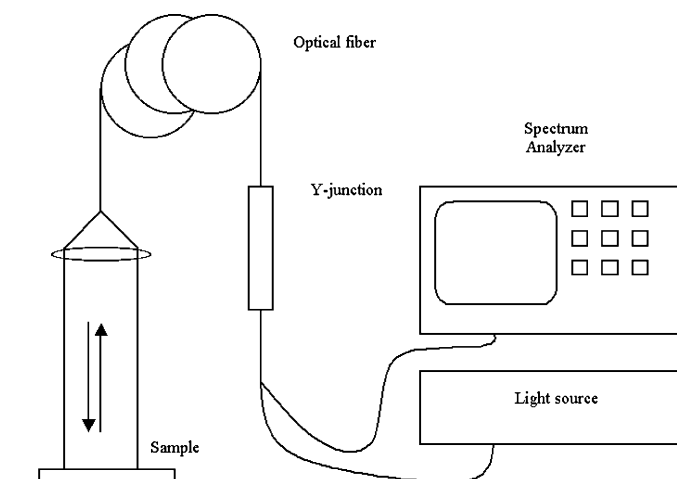 Optical fiber
Spectrum
Analyzer
Y-junction
Light source
Sample